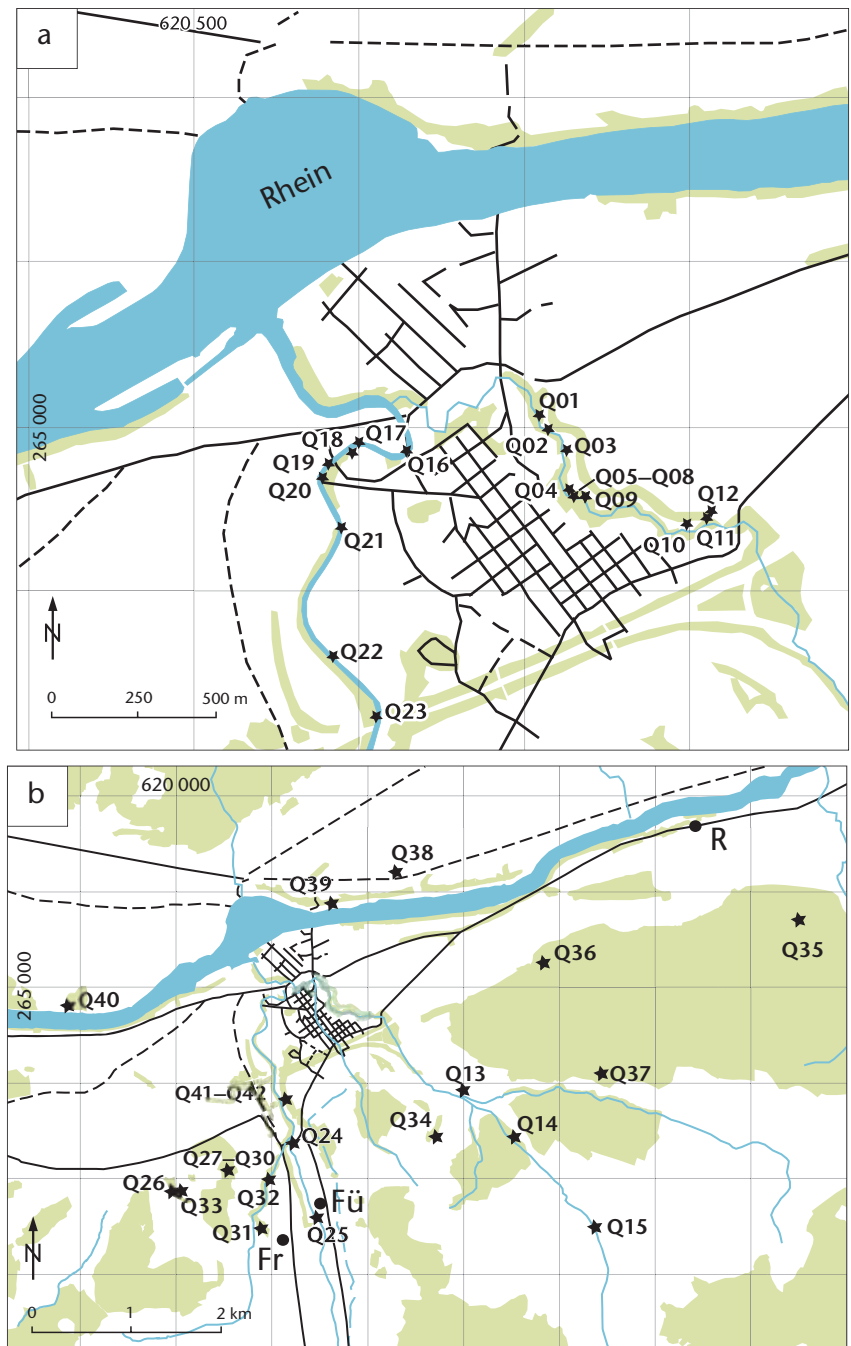 a
620 500
Rhein
265 000
Q01
Q02
Q03
Q17
Q18
Q16
Q19
Q20
Q04
Q05–Q08
Q09
Q12
Q11
Q10
Q21
Q22
Q23
N
0 250 500 m
b
620 000
265 000
Q38
R
Q39
Q35
Q36
Q40
Q37
Q13
Q41–Q42
Q34
Q14
Q24
Q27–Q30
Q26
Q33
Q32
Fü
Q25
Q31
Fr
Q15
N
0 1 2 km